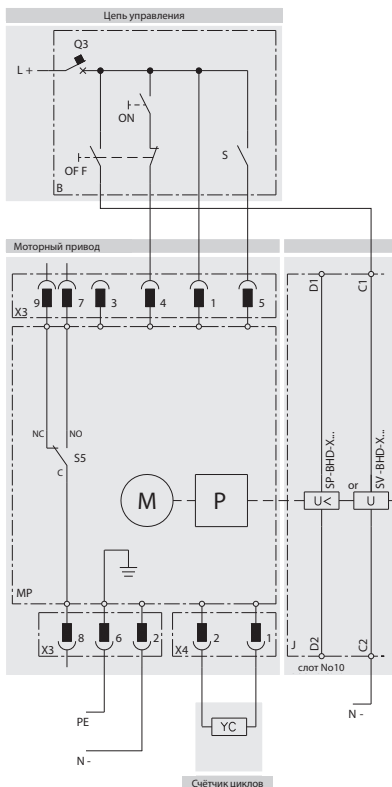 Цепь управления
Q3
L +
ON
OF F
S
B
Моторный привод
X3
9
7
3
4
1
5
D1
C1
NC
NO
S5
C
M
P
SP-BHD-X...
or
SV -BHD-X...
U<
U
MP
X3
8
6
2
X4
2
1
J
D2
C2
слот No10
PE
N -
YC
N -
Счётчик циклов